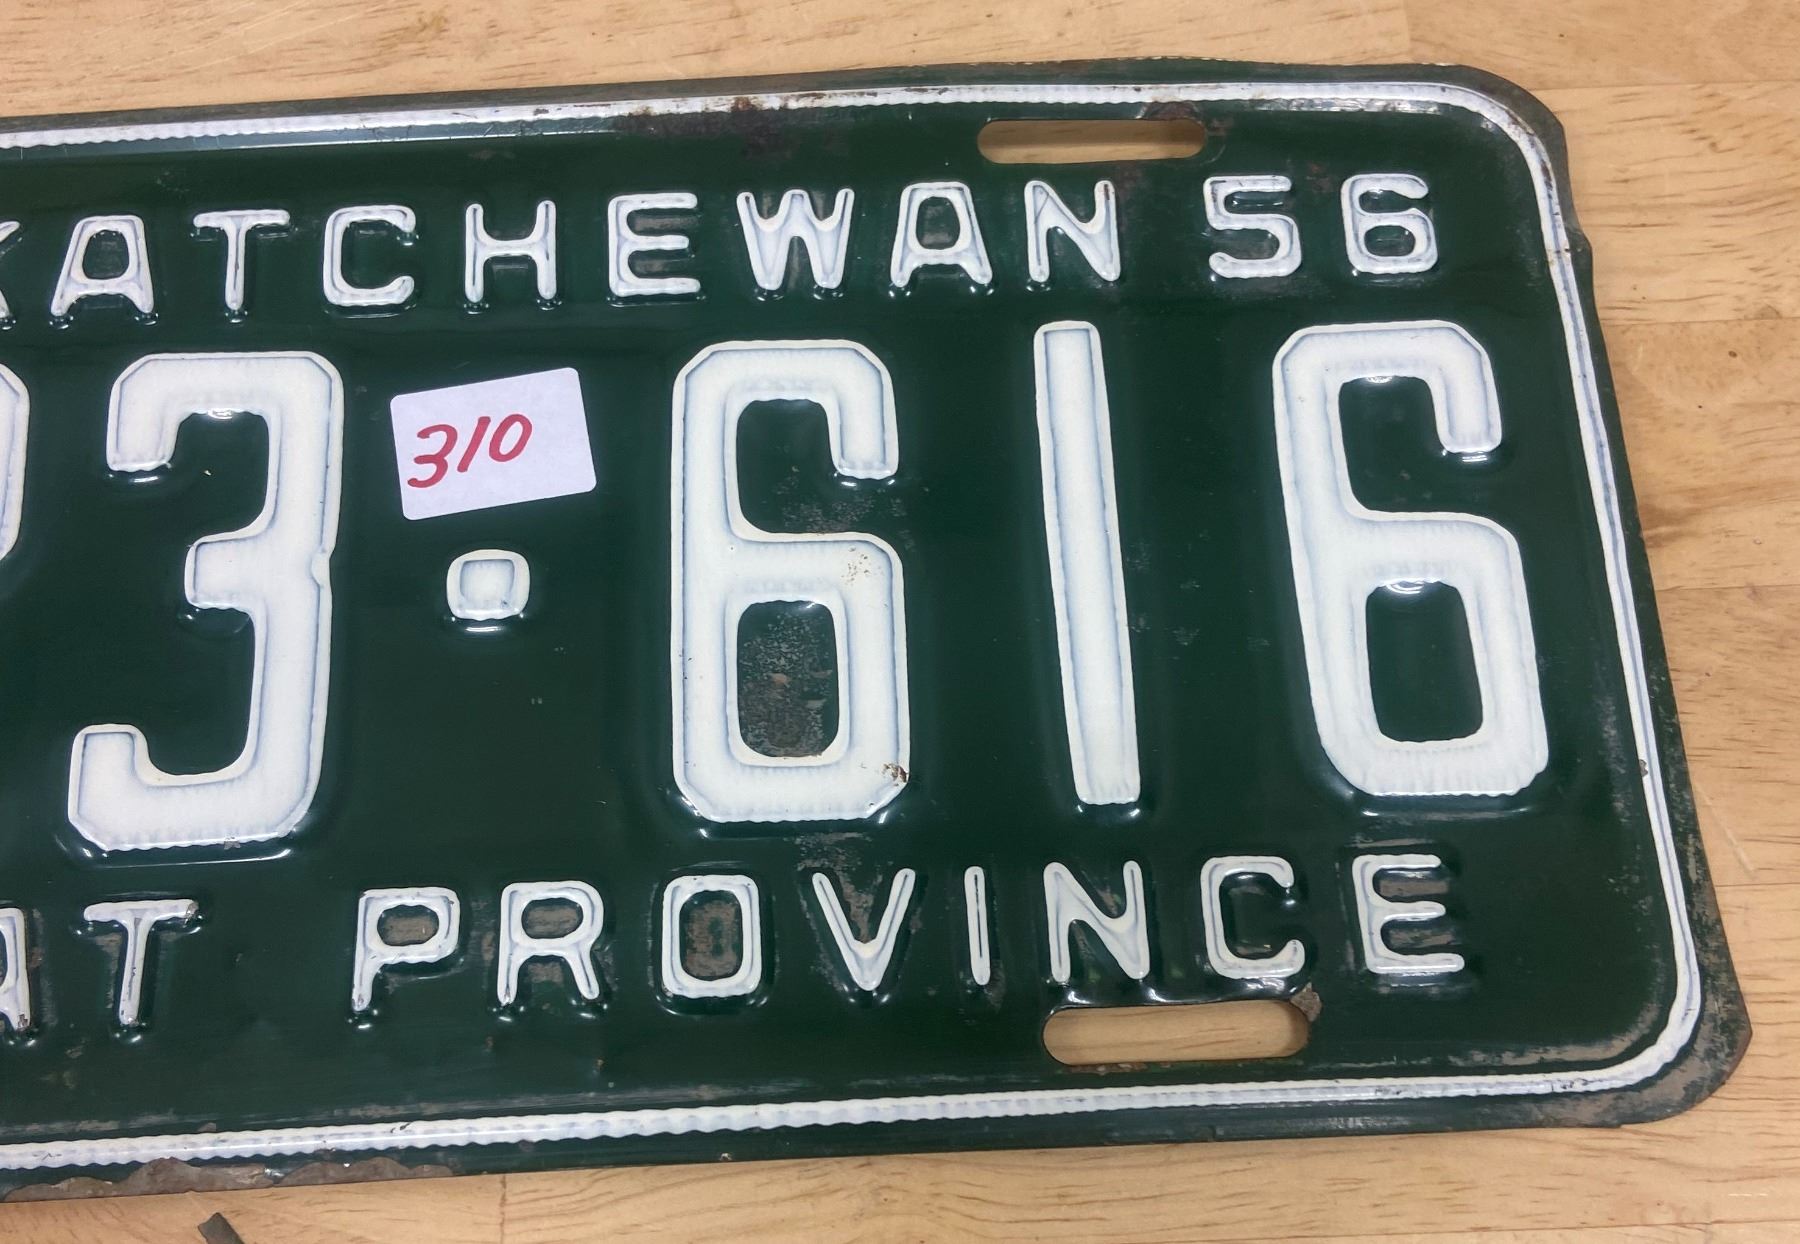 KATCHEWAN 56
3·616
310
AT PROVINCE